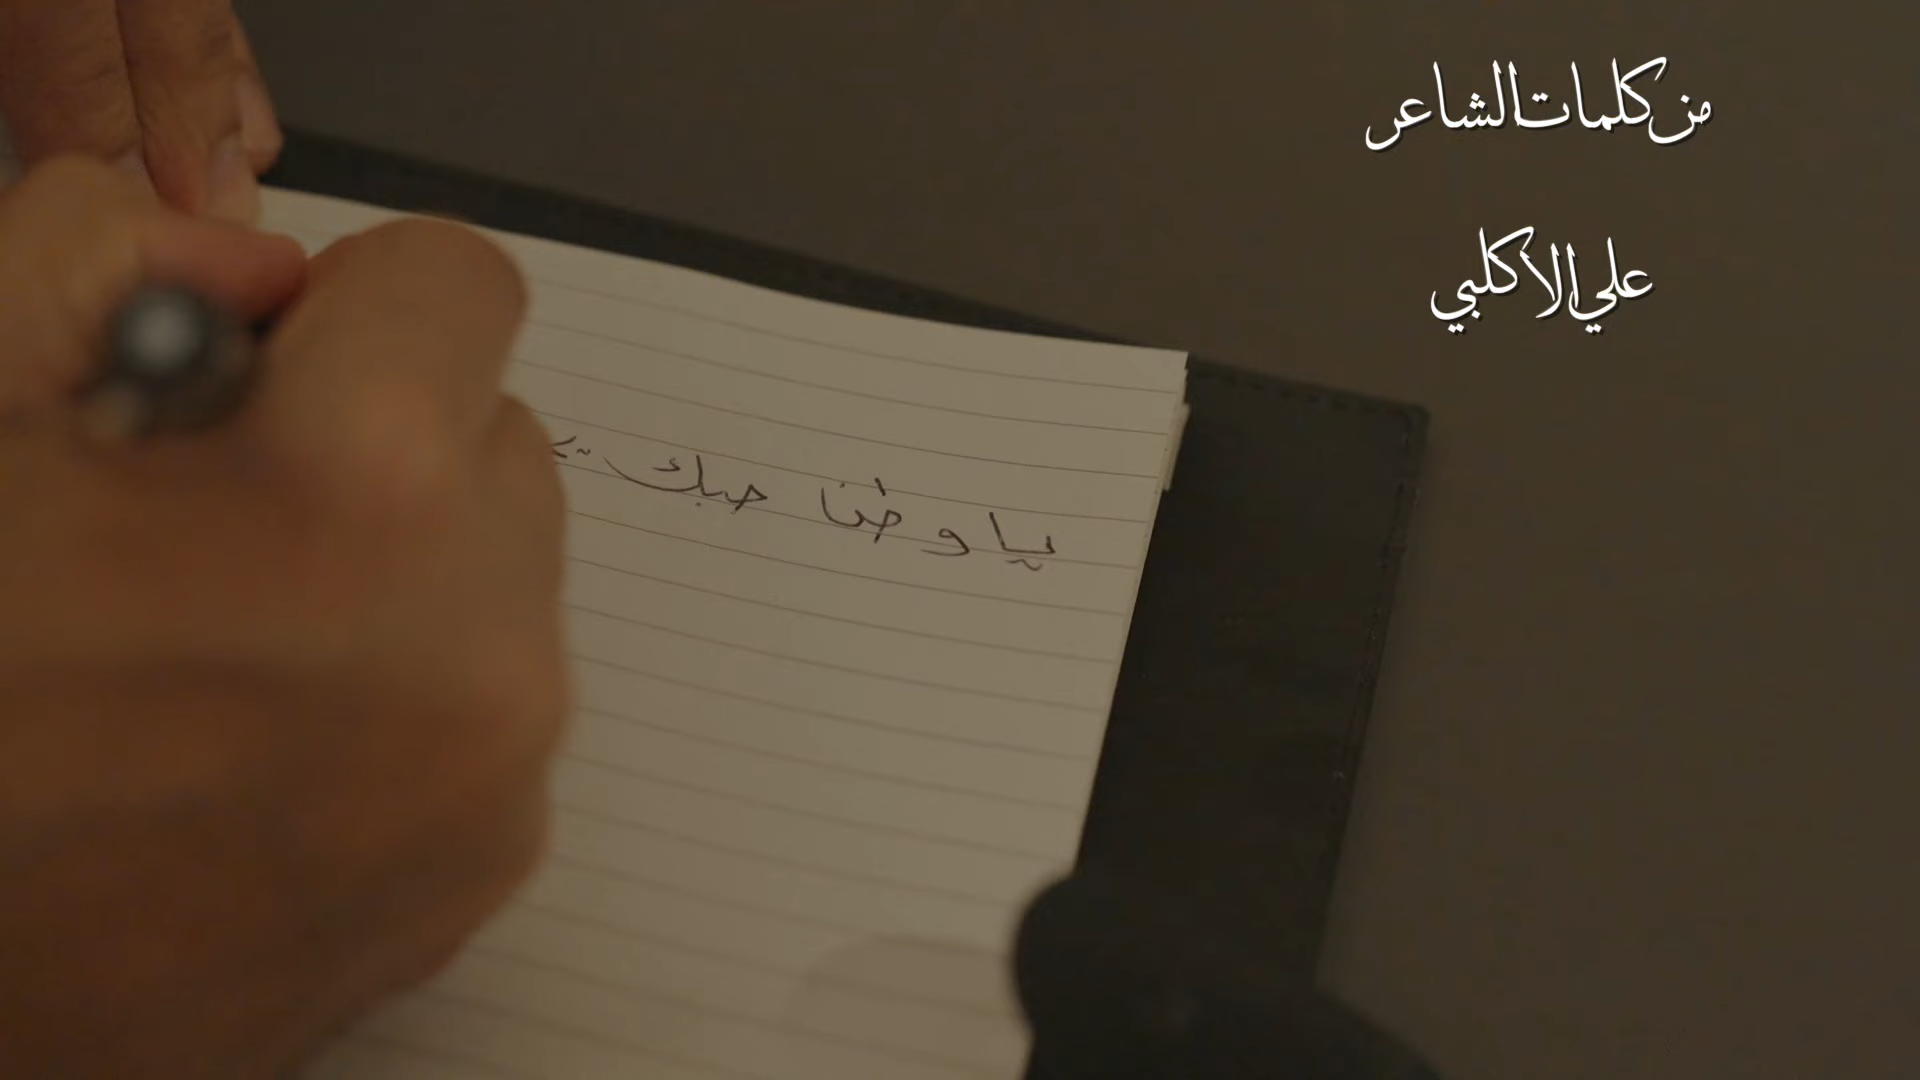 من كلمات الشاعر
علي الأكلبي
يا وطنا حبك